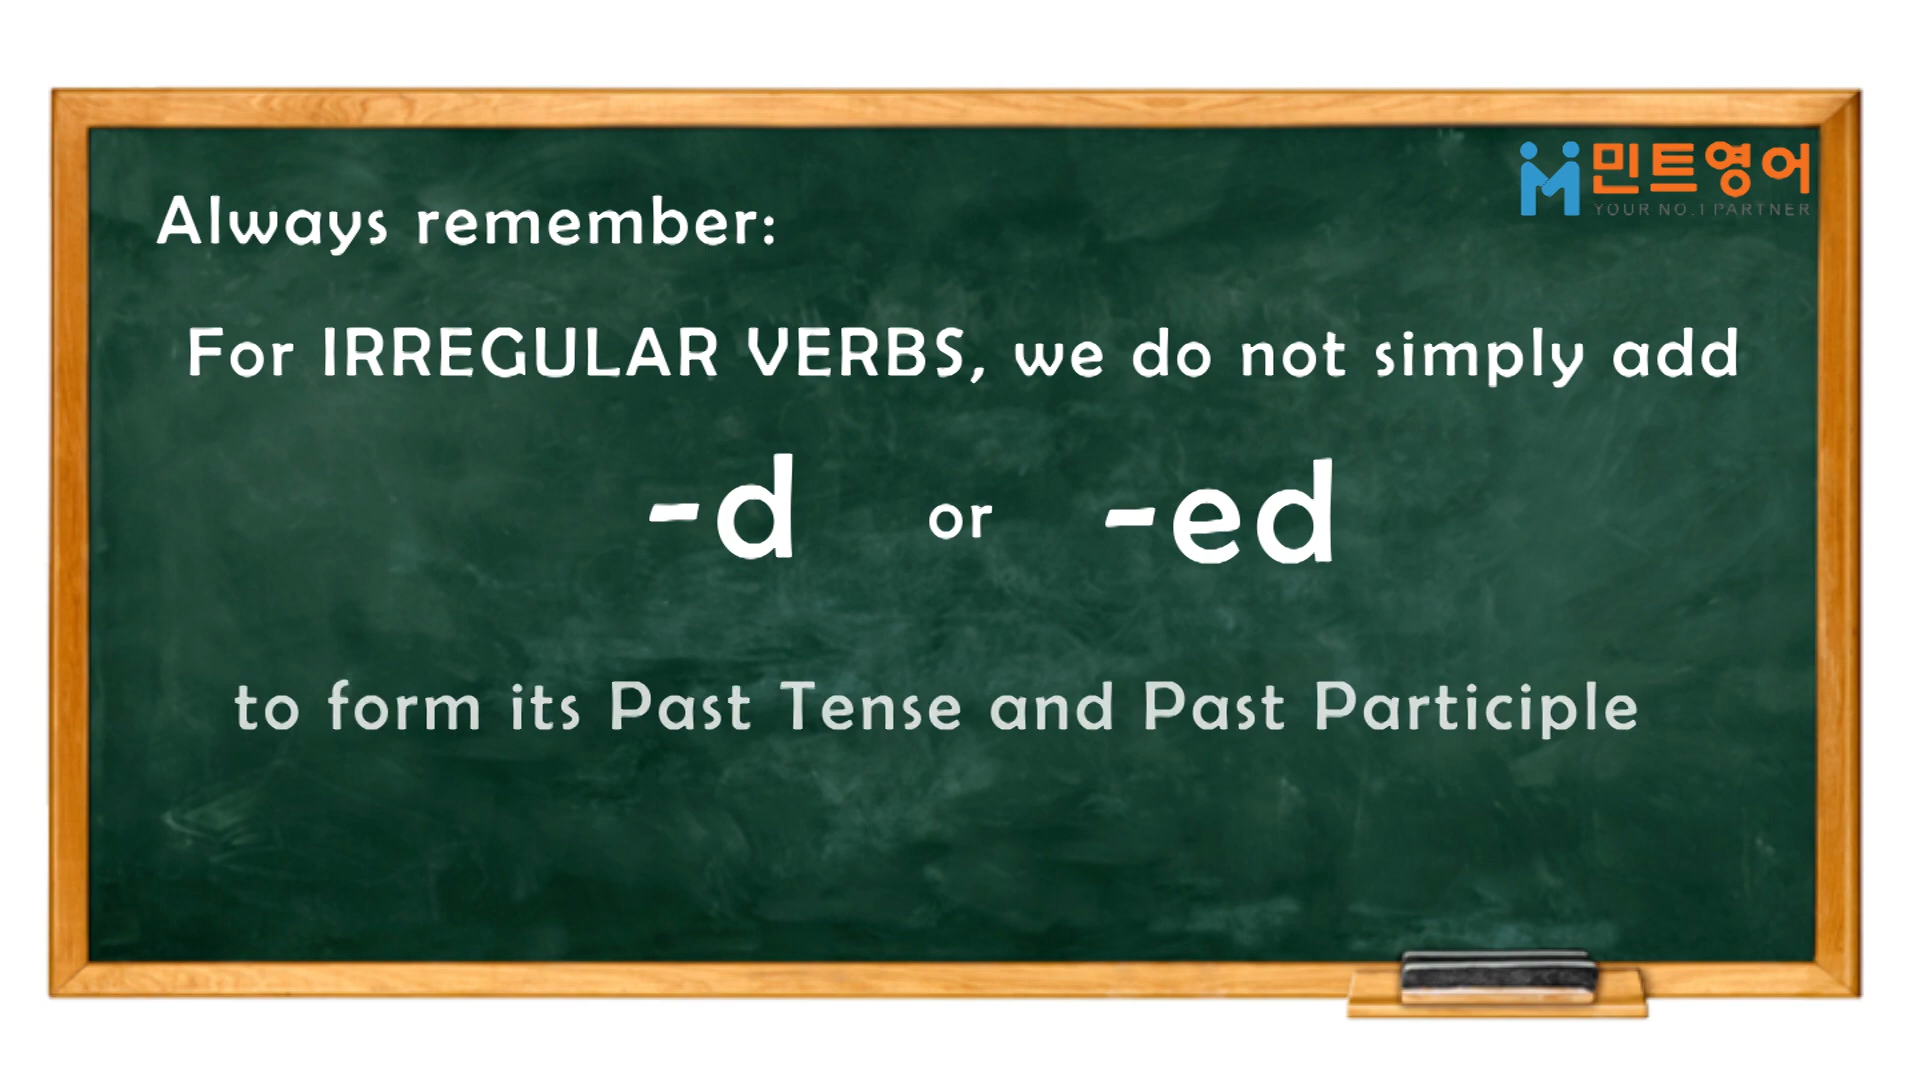 민트영어
YOUR NO.1 PARTNER
Always remember:
For IRREGULAR VERBS, we do not simply add
-d or -ed
to form its Past Tense and Past Participle